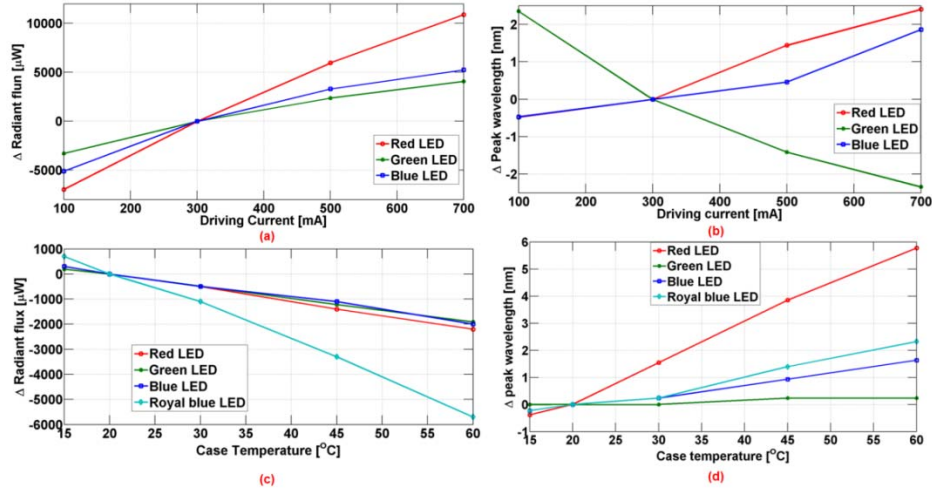 10000
5000
0
-5000
Δ Radiant flun [μW]
Red LED
Green LED
Blue LED
100 200 300 400 500 600 700
Driving Current [mA]
(a)
2
1
0
-1
-2
Δ Peak wavelength [nm]
Red LED
Green LED
Blue LED
100 200 300 400 500 600 700
Driving current [mA]
(b)
1000
0
-1000
-2000
-3000
-4000
-5000
-6000
Δ Radiant flux [μW]
Red LED
Green LED
Blue LED
Royal blue LED
15 20 25 30 35 40 45 50 55 60
Case Temperature [°C]
(c)
6
5
4
3
2
1
0
-1
Δ peak wavelength [nm]
Red LED
Green LED
Blue LED
Royal blue LED
15 20 25 30 35 40 45 50 55 60
Case temperature [°C]
(d)